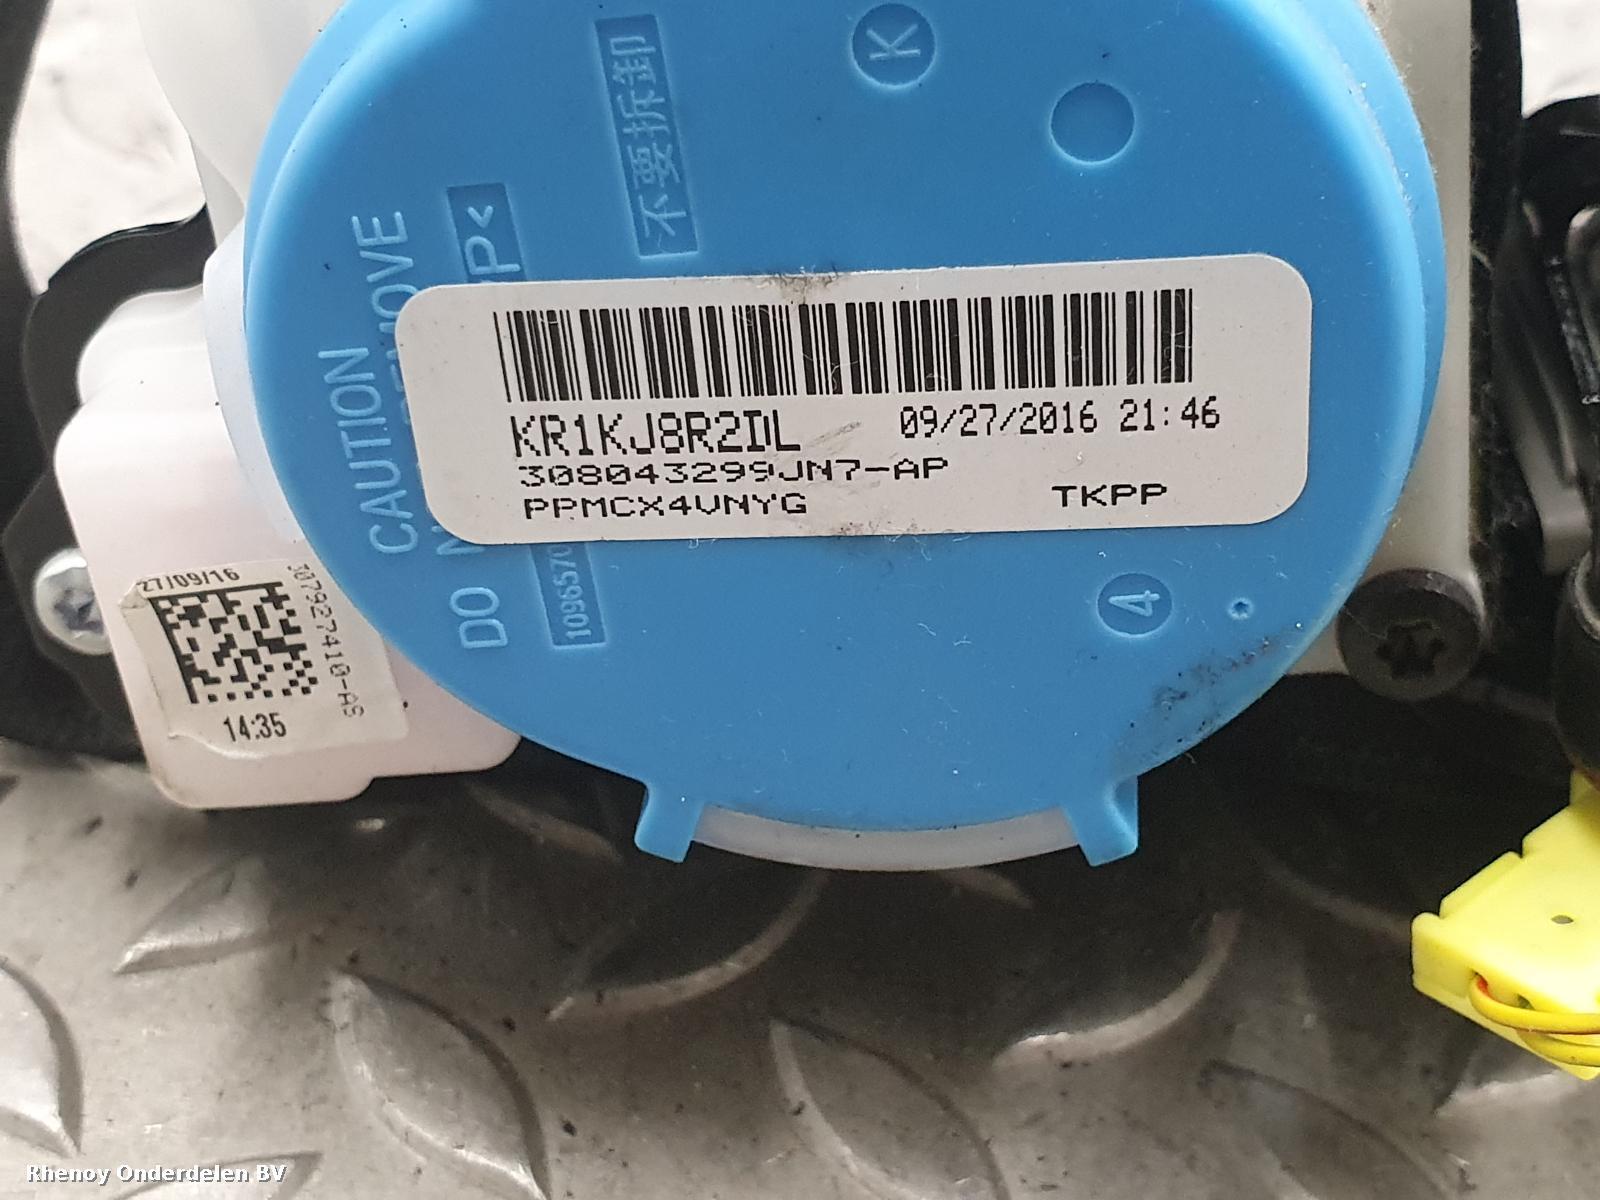 K
不要拆卸
P<
CAUTION
DO
KR1KJ8R2DL
09/27/2016 21:46
308043299JN7-AP
PPMCX4VNYG
TKPP
4
27/09/16
307927410-AS
14:35
Rhenoy Onderdelen BV